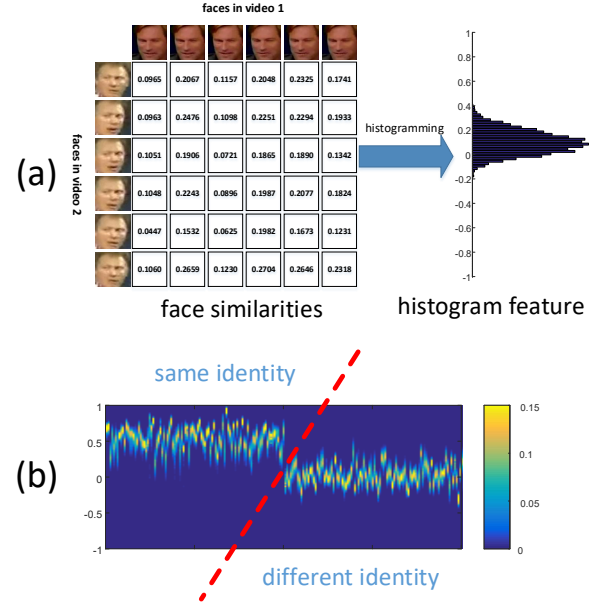 faces in video 1
faces in video 2
0.0965 0.2067 0.1157 0.2048 0.2325 0.1741
0.0963 0.2476 0.1098 0.2251 0.2294 0.1933
0.1051 0.1906 0.0721 0.1865 0.1890 0.1342
0.1048 0.2243 0.0896 0.1987 0.2077 0.1824
0.0447 0.1532 0.0625 0.1982 0.1673 0.1231
0.1060 0.2659 0.1230 0.2704 0.2646 0.2318
(a)
histogramming
1
0.8
0.6
0.4
0.2
0
0.2
0.4
0.6
0.8
-1
face similarities
histogram feature
same identity
(b)
1
0.5
0
-0.5
-1
0.15
0.1
0.05
0
different identity